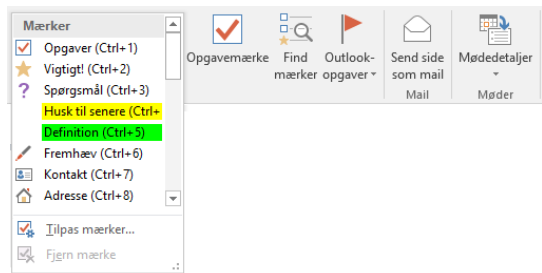 Mærker
Opgaver (Ctrl+1)
Vigtigt! (Ctrl+2)
Spørgsmål (Ctrl+3)
Husk til senere (Ctrl+
Definition (Ctrl+5)
Fremhæv (Ctrl+6)
Kontakt (Ctrl+7)
Adresse (Ctrl+8)
Tilpas mærker...
Fjern mærke
Opgavemærke
Find
mærker
Outlook-
opgaver
Send side
som mail
Mail
Mødedetaljer
Møder